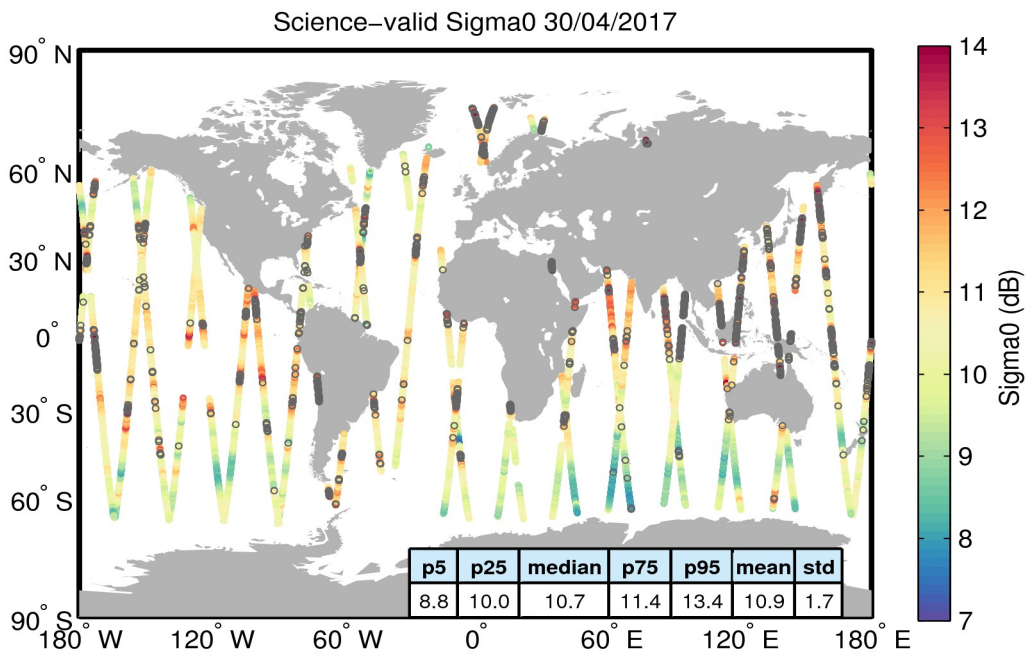 Science−valid Sigma0 30/04/2017
90° N
60° N
30° N
0°
30° S
60° S
90° S
180° W
120° W
60° W
0°
60° E
120° E
180° E
14
13
12
11
10
9
8
7
Sigma0 (dB)
p5 p25 median p75 p95 mean std
8.8 10.0 10.7 11.4 13.4 10.9 1.7